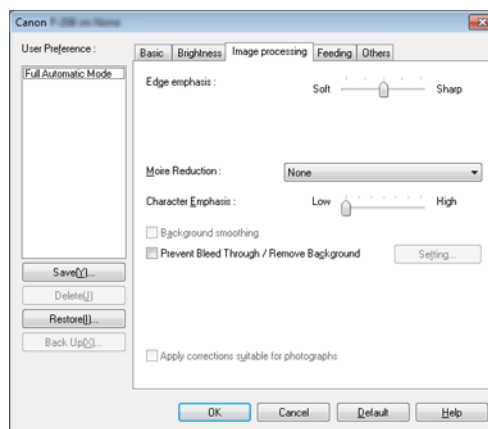 Canon
User Preference :
Full Automatic Mode
Save(Y)...
Delete(J)
Restore(I)...
Back Up(X)...
Basic Brightness Image processing Feeding Others
Edge emphasis : Soft Sharp
Moire Reduction : None
Character Emphasis : Low High
Background smoothing
Prevent Bleed Through / Remove Background Setting...
Apply corrections suitable for photographs
OK Cancel Default Help